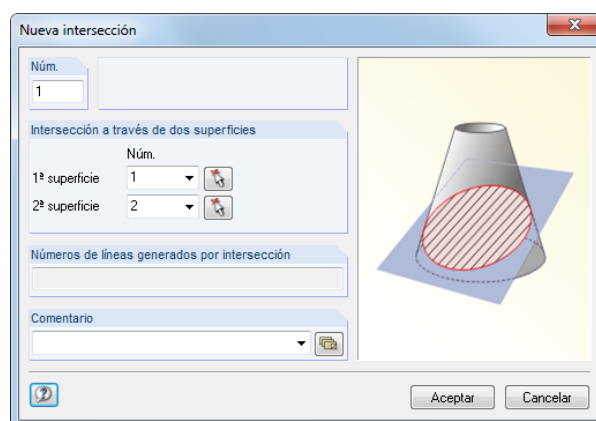 Nueva intersección
Núm.
1
Intersección a través de dos superficies
Núm.
1ª superficie 1
2ª superficie 2
Números de líneas generados por intersección
Comentario
Aceptar Cancelar